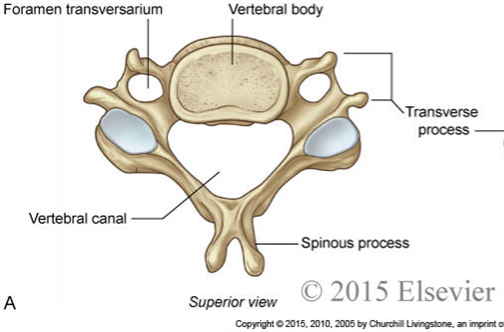 Foramen transversarium
Vertebral body
Transverse
process
Vertebral canal
Spinous process
A
Superior view
© 2015 Elsevier
Copyright © 2015, 2010, 2005 by Churchill Livingstone, an imprint o